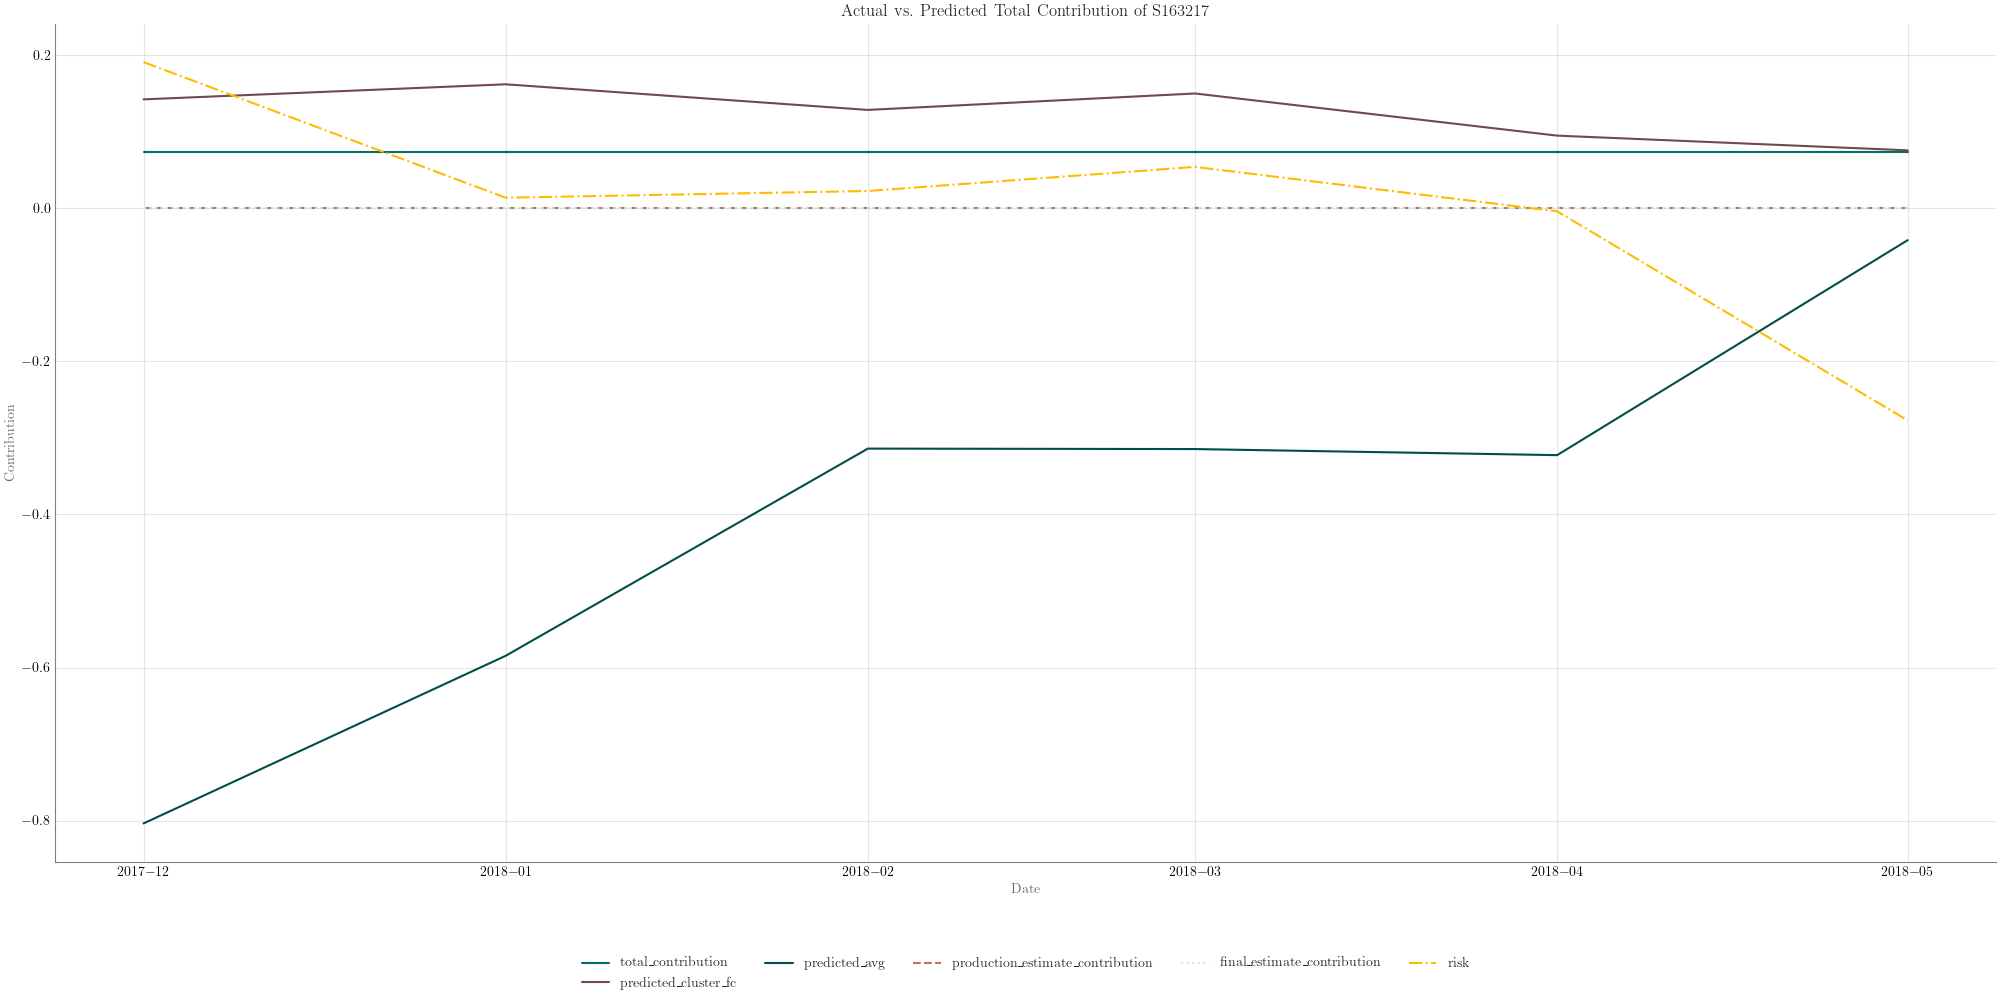 Actual vs. Predicted Total Contribution of S163217
0.2
0.0
−0.2
−0.4
−0.6
−0.8
Contribution
2017−12 2018−01 2018−02 2018−03 2018−04 2018−05
Date
total_contribution predicted_avg production_estimate_contribution final_estimate_contribution risk
predicted_cluster_fc